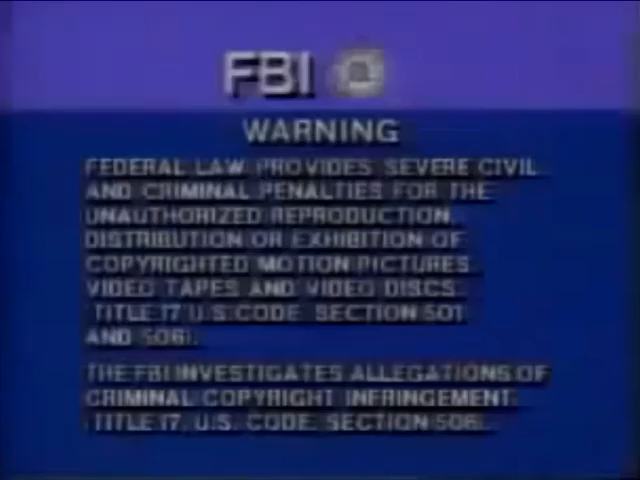 FBI
WARNING
FEDERAL LAW PROVIDES SEVERE CIVIL
AND CRIMINAL PENALTIES FOR THE
UNAUTHORIZED REPRODUCTION,
DISTRIBUTION OR EXHIBITION OF
COPYRIGHTED MOTION PICTURES,
VIDEO TAPES AND VIDEO DISCS.
(TITLE 17, U.S. CODE, SECTION 501
AND 506).
THE FBI INVESTIGATES ALLEGATIONS OF
CRIMINAL COPYRIGHT INFRINGEMENT.
(TITLE 17, U.S. CODE, SECTION 506).